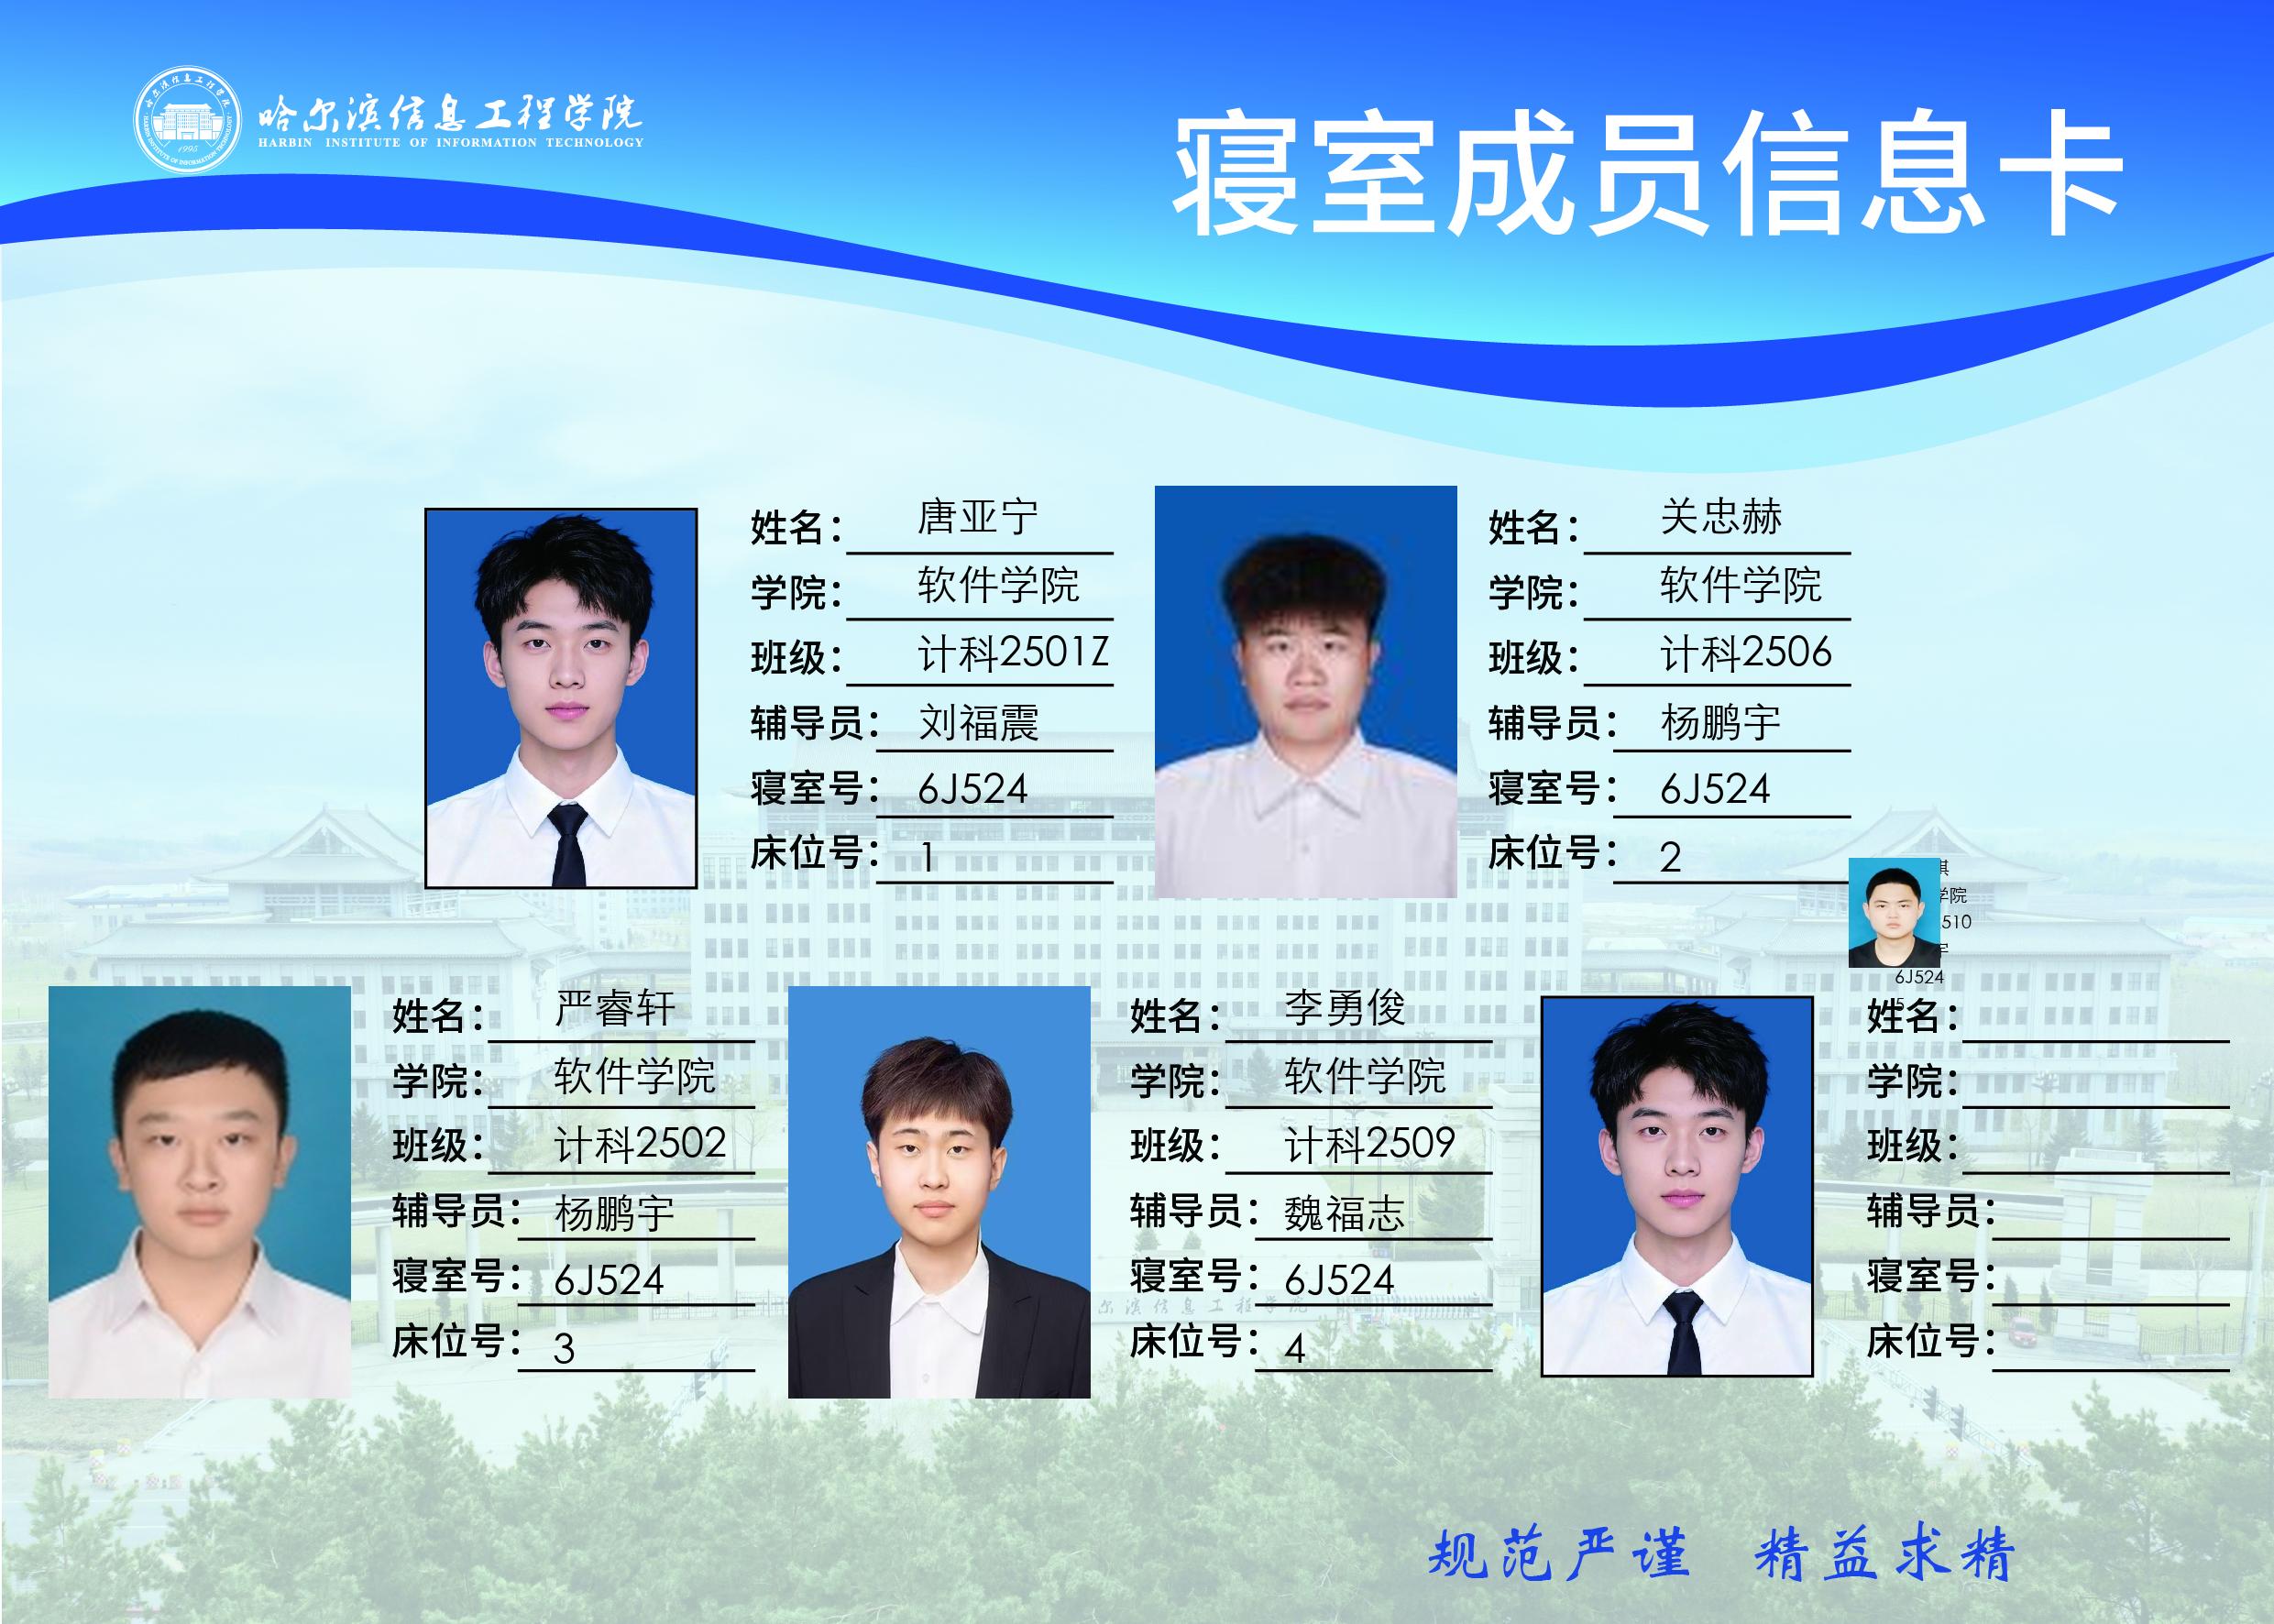 哈尔滨信息工程学院
HARBIN INSTITUTE OF INFORMATION TECHNOLOGY
1995
寝室成员信息卡
姓名： 唐亚宁
学院： 软件学院
班级： 计科2501Z
辅导员： 刘福震
寝室号： 6J524
床位号： 1
姓名： 关忠赫
学院： 软件学院
班级： 计科2506
辅导员： 杨鹏宇
寝室号： 6J524
床位号： 2
淇
学院
510
宇
6J524
5
姓名： 严睿轩
学院： 软件学院
班级： 计科2502
辅导员： 杨鹏宇
寝室号： 6J524
床位号： 3
姓名： 李勇俊
学院： 软件学院
班级： 计科2509
辅导员： 魏福志
寝室号： 6J524
床位号： 4
姓名：
学院：
班级：
辅导员：
寝室号：
床位号：
规范严谨 精益求精